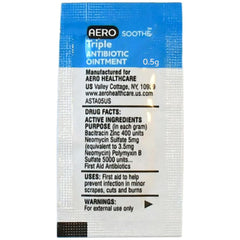 AERO SOOTHE™
Triple
ANTIBIOTIC
OINTMENT 0.5g
Manufactured for
AERO HEALTHCARE
US Valley Cottage, NY, 109
www.aerohealthcare.us.com
ASTA05US
DRUG FACTS:
ACTIVE INGREDIENTS
PURPOSE (in each gram)
Bacitracin Zinc 400 units
Neomycin Sulfate 5mg
(equivalent to 3.5mg
Neomycin) Polymyxin B
Sulfate 5000 units...
First Aid Antibiotics
USES: First aid to help
prevent infection in minor
scrapes, cuts and burns
WARNINGS:
For external use only